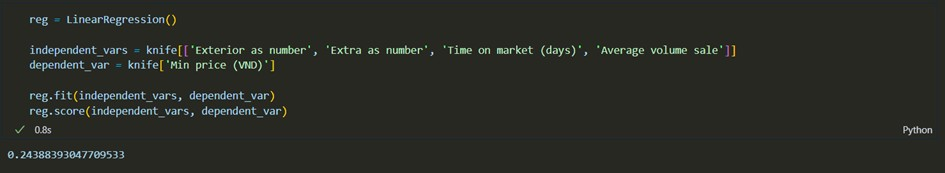 reg = LinearRegression()
independent_vars = knife[['Exterior as number', 'Extra as number', 'Time on market (days)', 'Average volume sale']]
dependent_var = knife['Min price (VND)']
reg.fit(independent_vars, dependent_var)
reg.score(independent_vars, dependent_var)
✓ 0.8s Python
0.24388393047709533